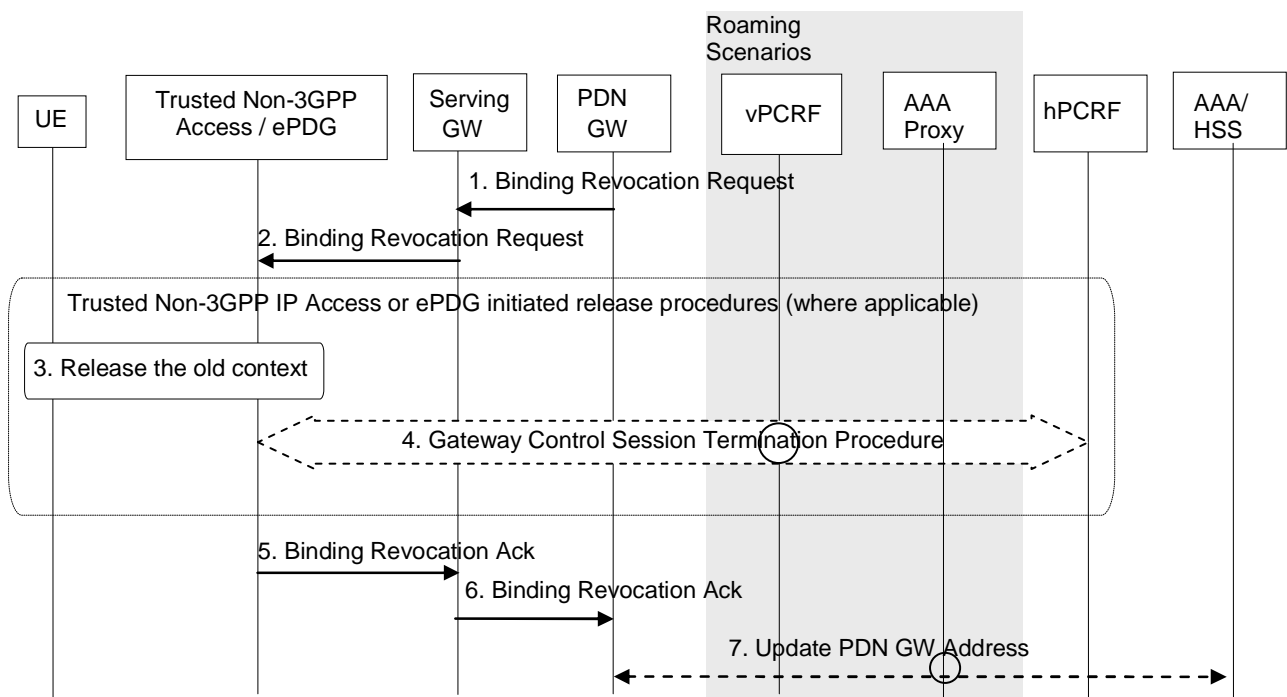 Roaming
Scenarios
UE
Trusted Non-3GPP
Access / ePDG
Serving
GW
PDN
GW
vPCRF
AAA
Proxy
hPCRF
AAA/
HSS
1. Binding Revocation Request
2. Binding Revocation Request
Trusted Non-3GPP IP Access or ePDG initiated release procedures (where applicable)
3. Release the old context
4. Gateway Control Session Termination Procedure
5. Binding Revocation Ack
6. Binding Revocation Ack
7. Update PDN GW Address